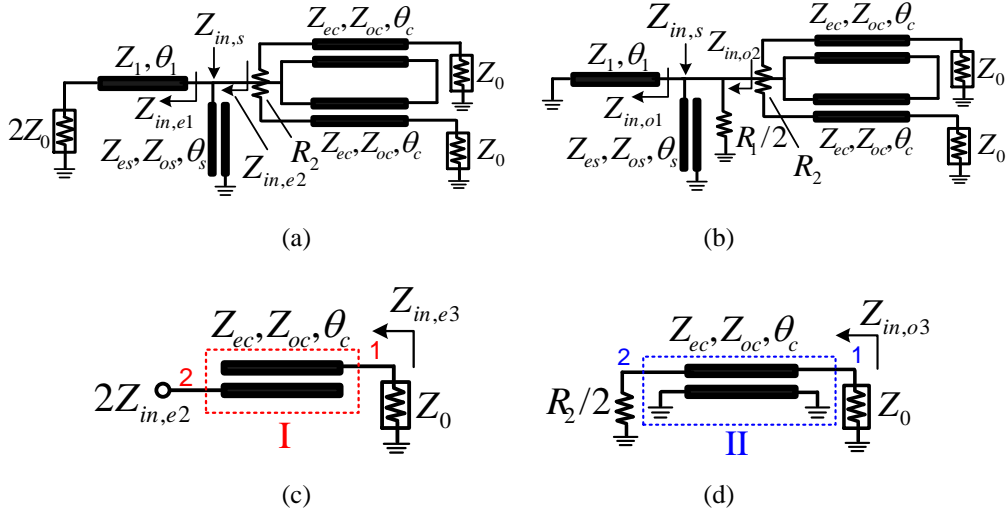 Z_{in,s}
Z_{ec}, Z_{oc}, θ_c
Z_1, θ_1
Z_0
2Z_0
Z_{in,e1}
Z_{es}, Z_{os}, θ_s
R_2
Z_{in,e2}
Z_{ec}, Z_{oc}, θ_c
Z_0
(a)
Z_{in,s}
Z_{ec}, Z_{oc}, θ_c
Z_{in,o2}
Z_1, θ_1
Z_0
Z_{in,o1}
R_1/2
Z_{es}, Z_{os}, θ_s
R_2
Z_{ec}, Z_{oc}, θ_c
Z_0
(b)
Z_{in,e3}
Z_{ec}, Z_{oc}, θ_c
1
2
2Z_{in,e2}
Z_0
I
(c)
Z_{in,o3}
Z_{ec}, Z_{oc}, θ_c
2
1
R_2/2
Z_0
II
(d)